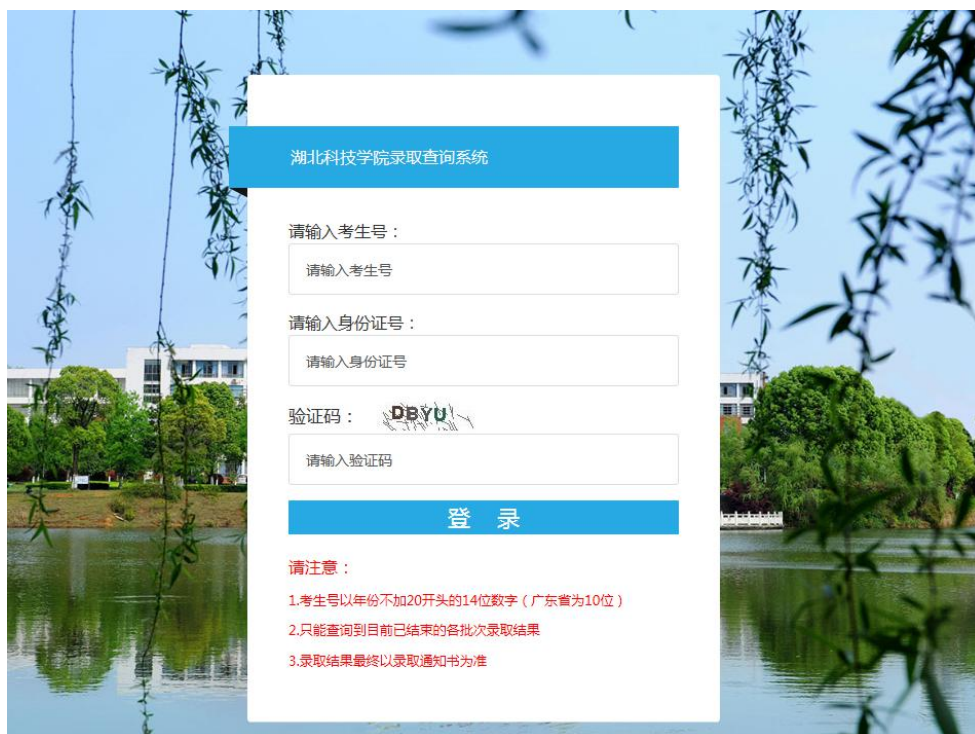 湖北科技学院录取查询系统
请输入考生号：
请输入考生号
请输入身份证号：
请输入身份证号
验证码： DBYU
请输入验证码
登 录
请注意：
1.考生号以年份不加20开头的14位数字（广东省为10位）
2.只能查询到目前已结束的各批次录取结果
3.录取结果最终以录取通知书为准